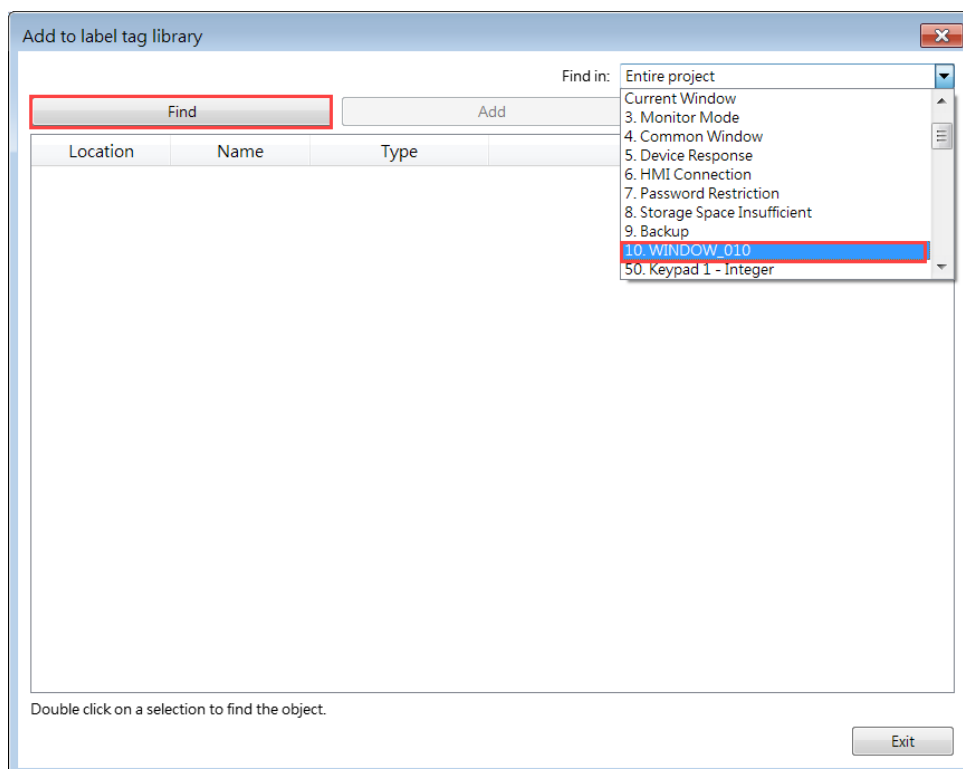 Add to label tag library
Find in: Entire project
Find Add
Current Window
3. Monitor Mode
4. Common Window
5. Device Response
6. HMI Connection
7. Password Restriction
8. Storage Space Insufficient
9. Backup
10. WINDOW_010
50. Keypad 1 - Integer
Location Name Type
Double click on a selection to find the object.
Exit